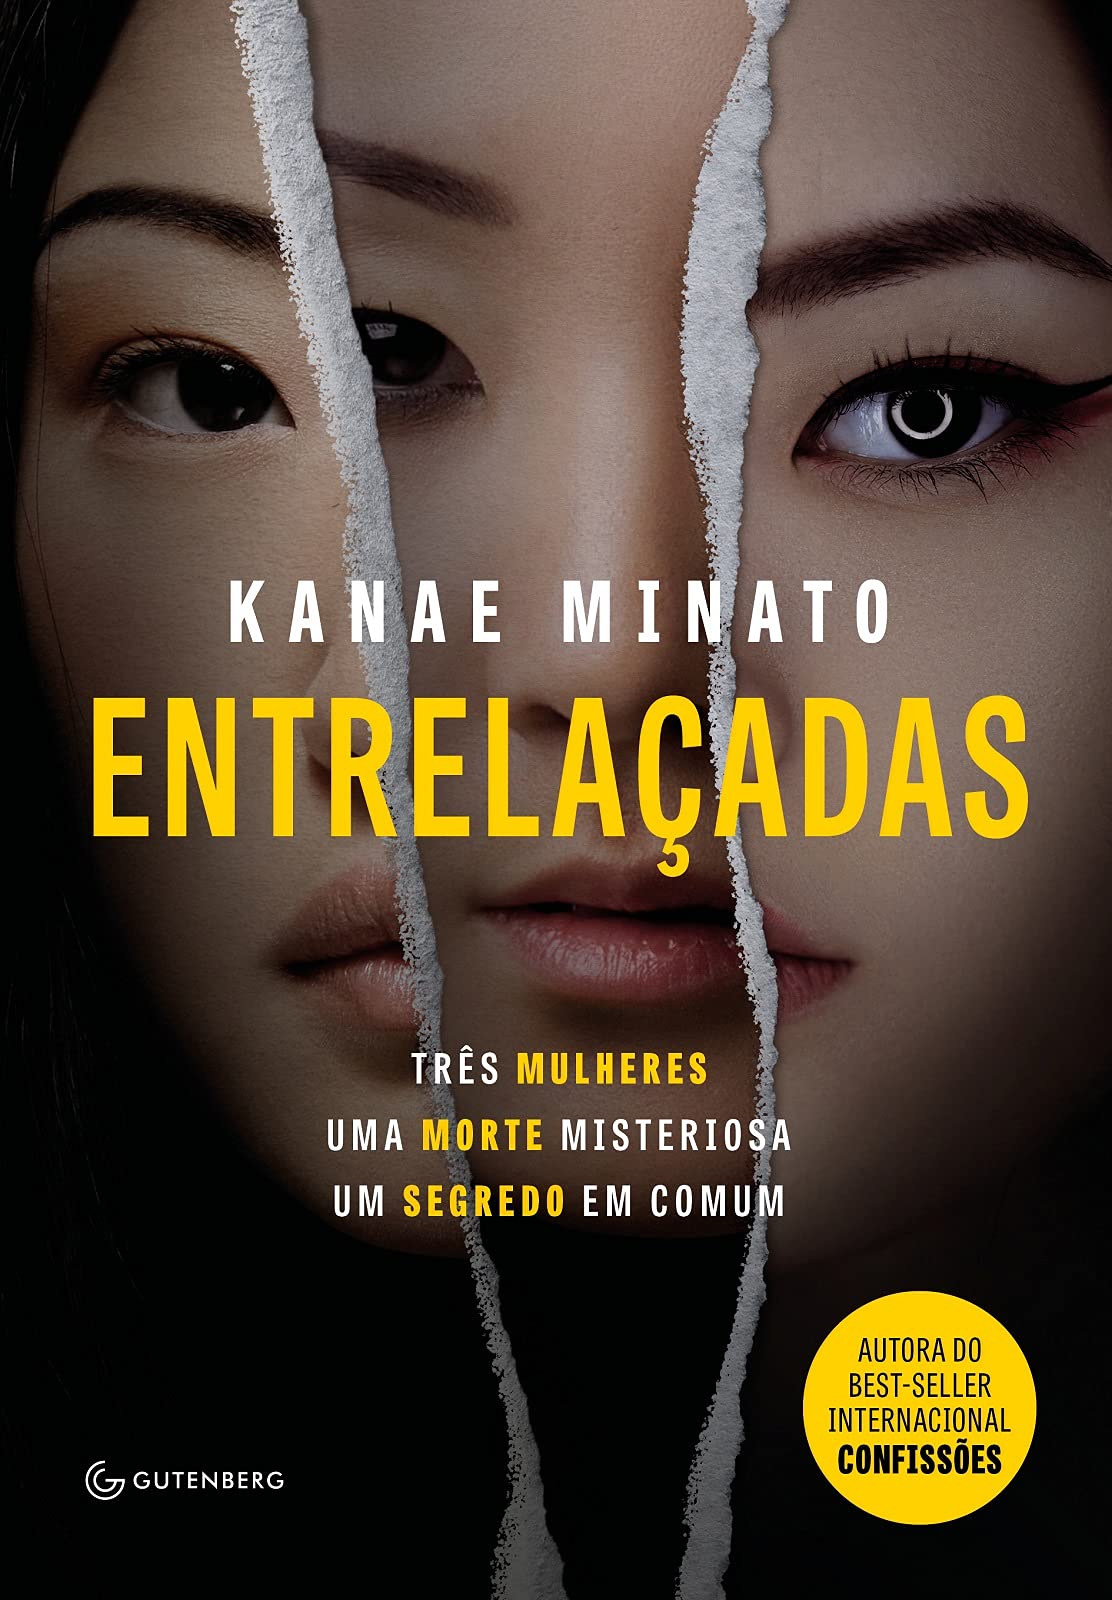 KANAE MINATO
ENTRELAÇADAS
TRÊS MULHERES
UMA MORTE MISTERIOSA
UM SEGREDO EM COMUM
AUTORA DO
BEST-SELLER
INTERNACIONAL
CONFISSÕES
GUTENBERG